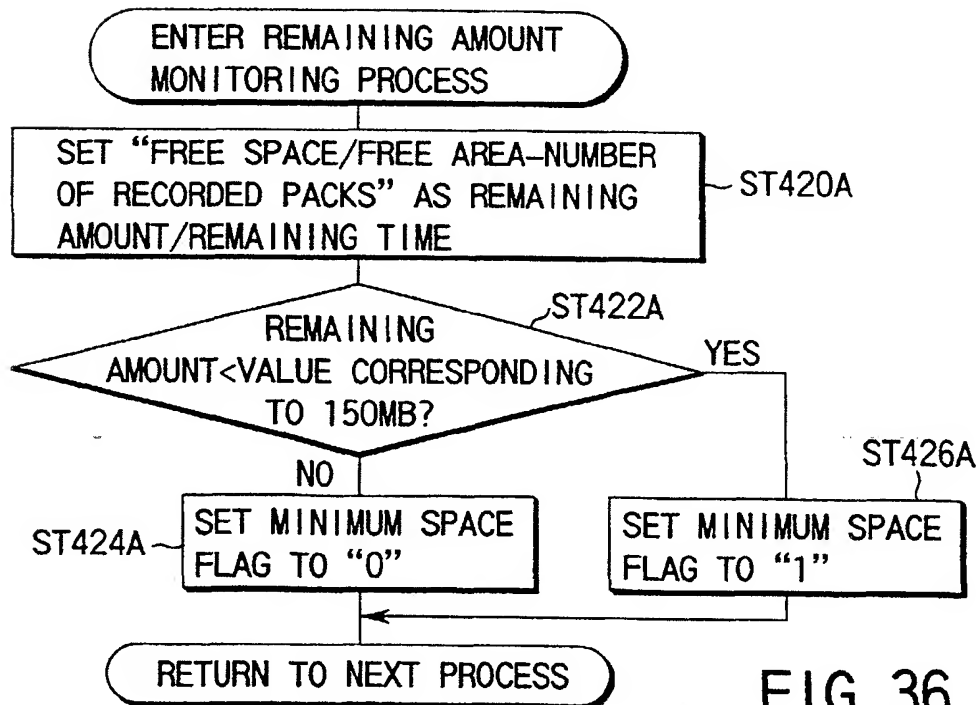 ENTER REMAINING AMOUNT
MONITORING PROCESS
SET “FREE SPACE/FREE AREA-NUMBER
OF RECORDED PACKS” AS REMAINING
AMOUNT/REMAINING TIME
ST420A
ST422A
REMAINING
AMOUNT<VALUE CORRESPONDING
TO 150MB?
YES
NO
ST426A
ST424A
SET MINIMUM SPACE
FLAG TO “0”
SET MINIMUM SPACE
FLAG TO “1”
RETURN TO NEXT PROCESS
FIG. 36